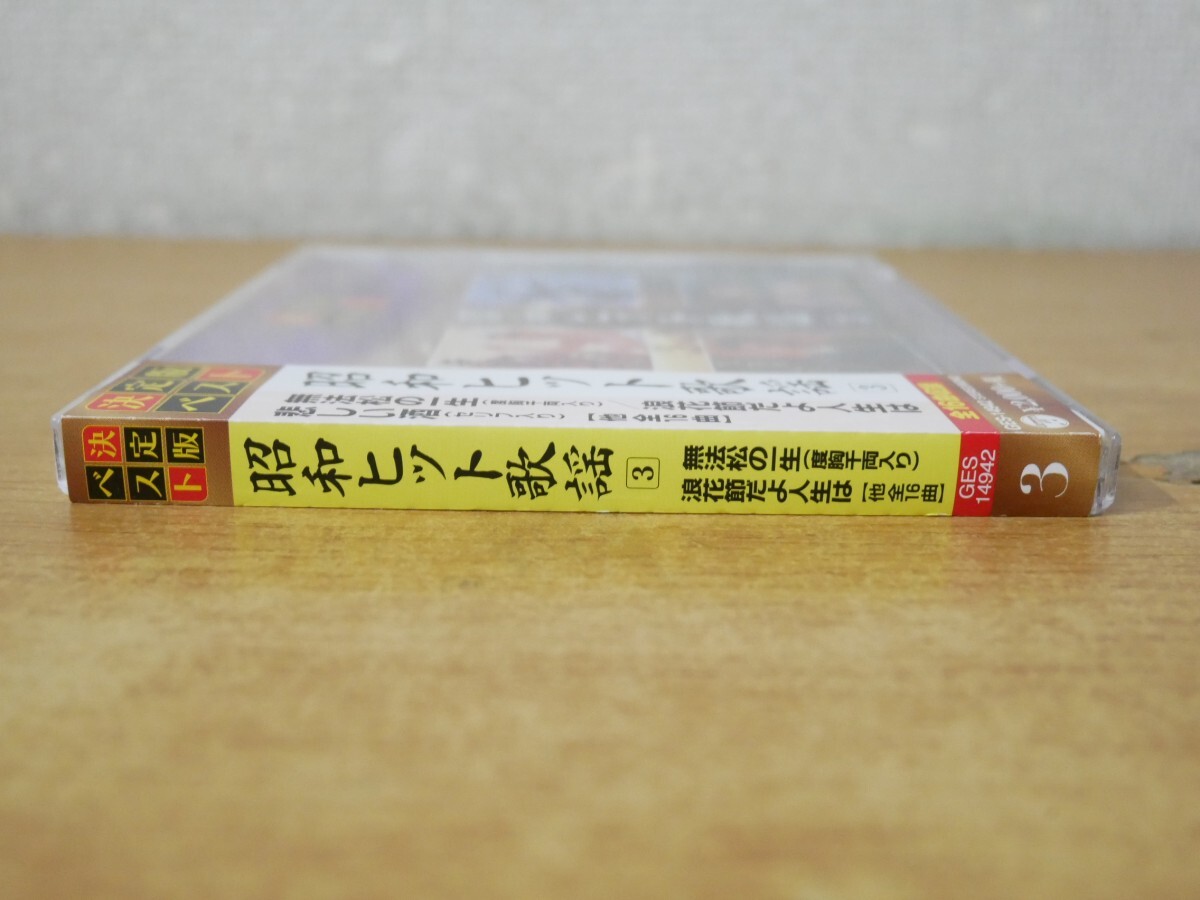 決定版
ベスト
昭和ヒット歌謡 3
無法松の一生(度胸千両入り)/浪花節だよ人生は
悲しい酒(セリフ入り) [他全16曲]
決定版
ベスト
昭和ヒット歌謡 3
無法松の一生(度胸千両入り)
浪花節だよ人生は [他全16曲]
GES
14942
3